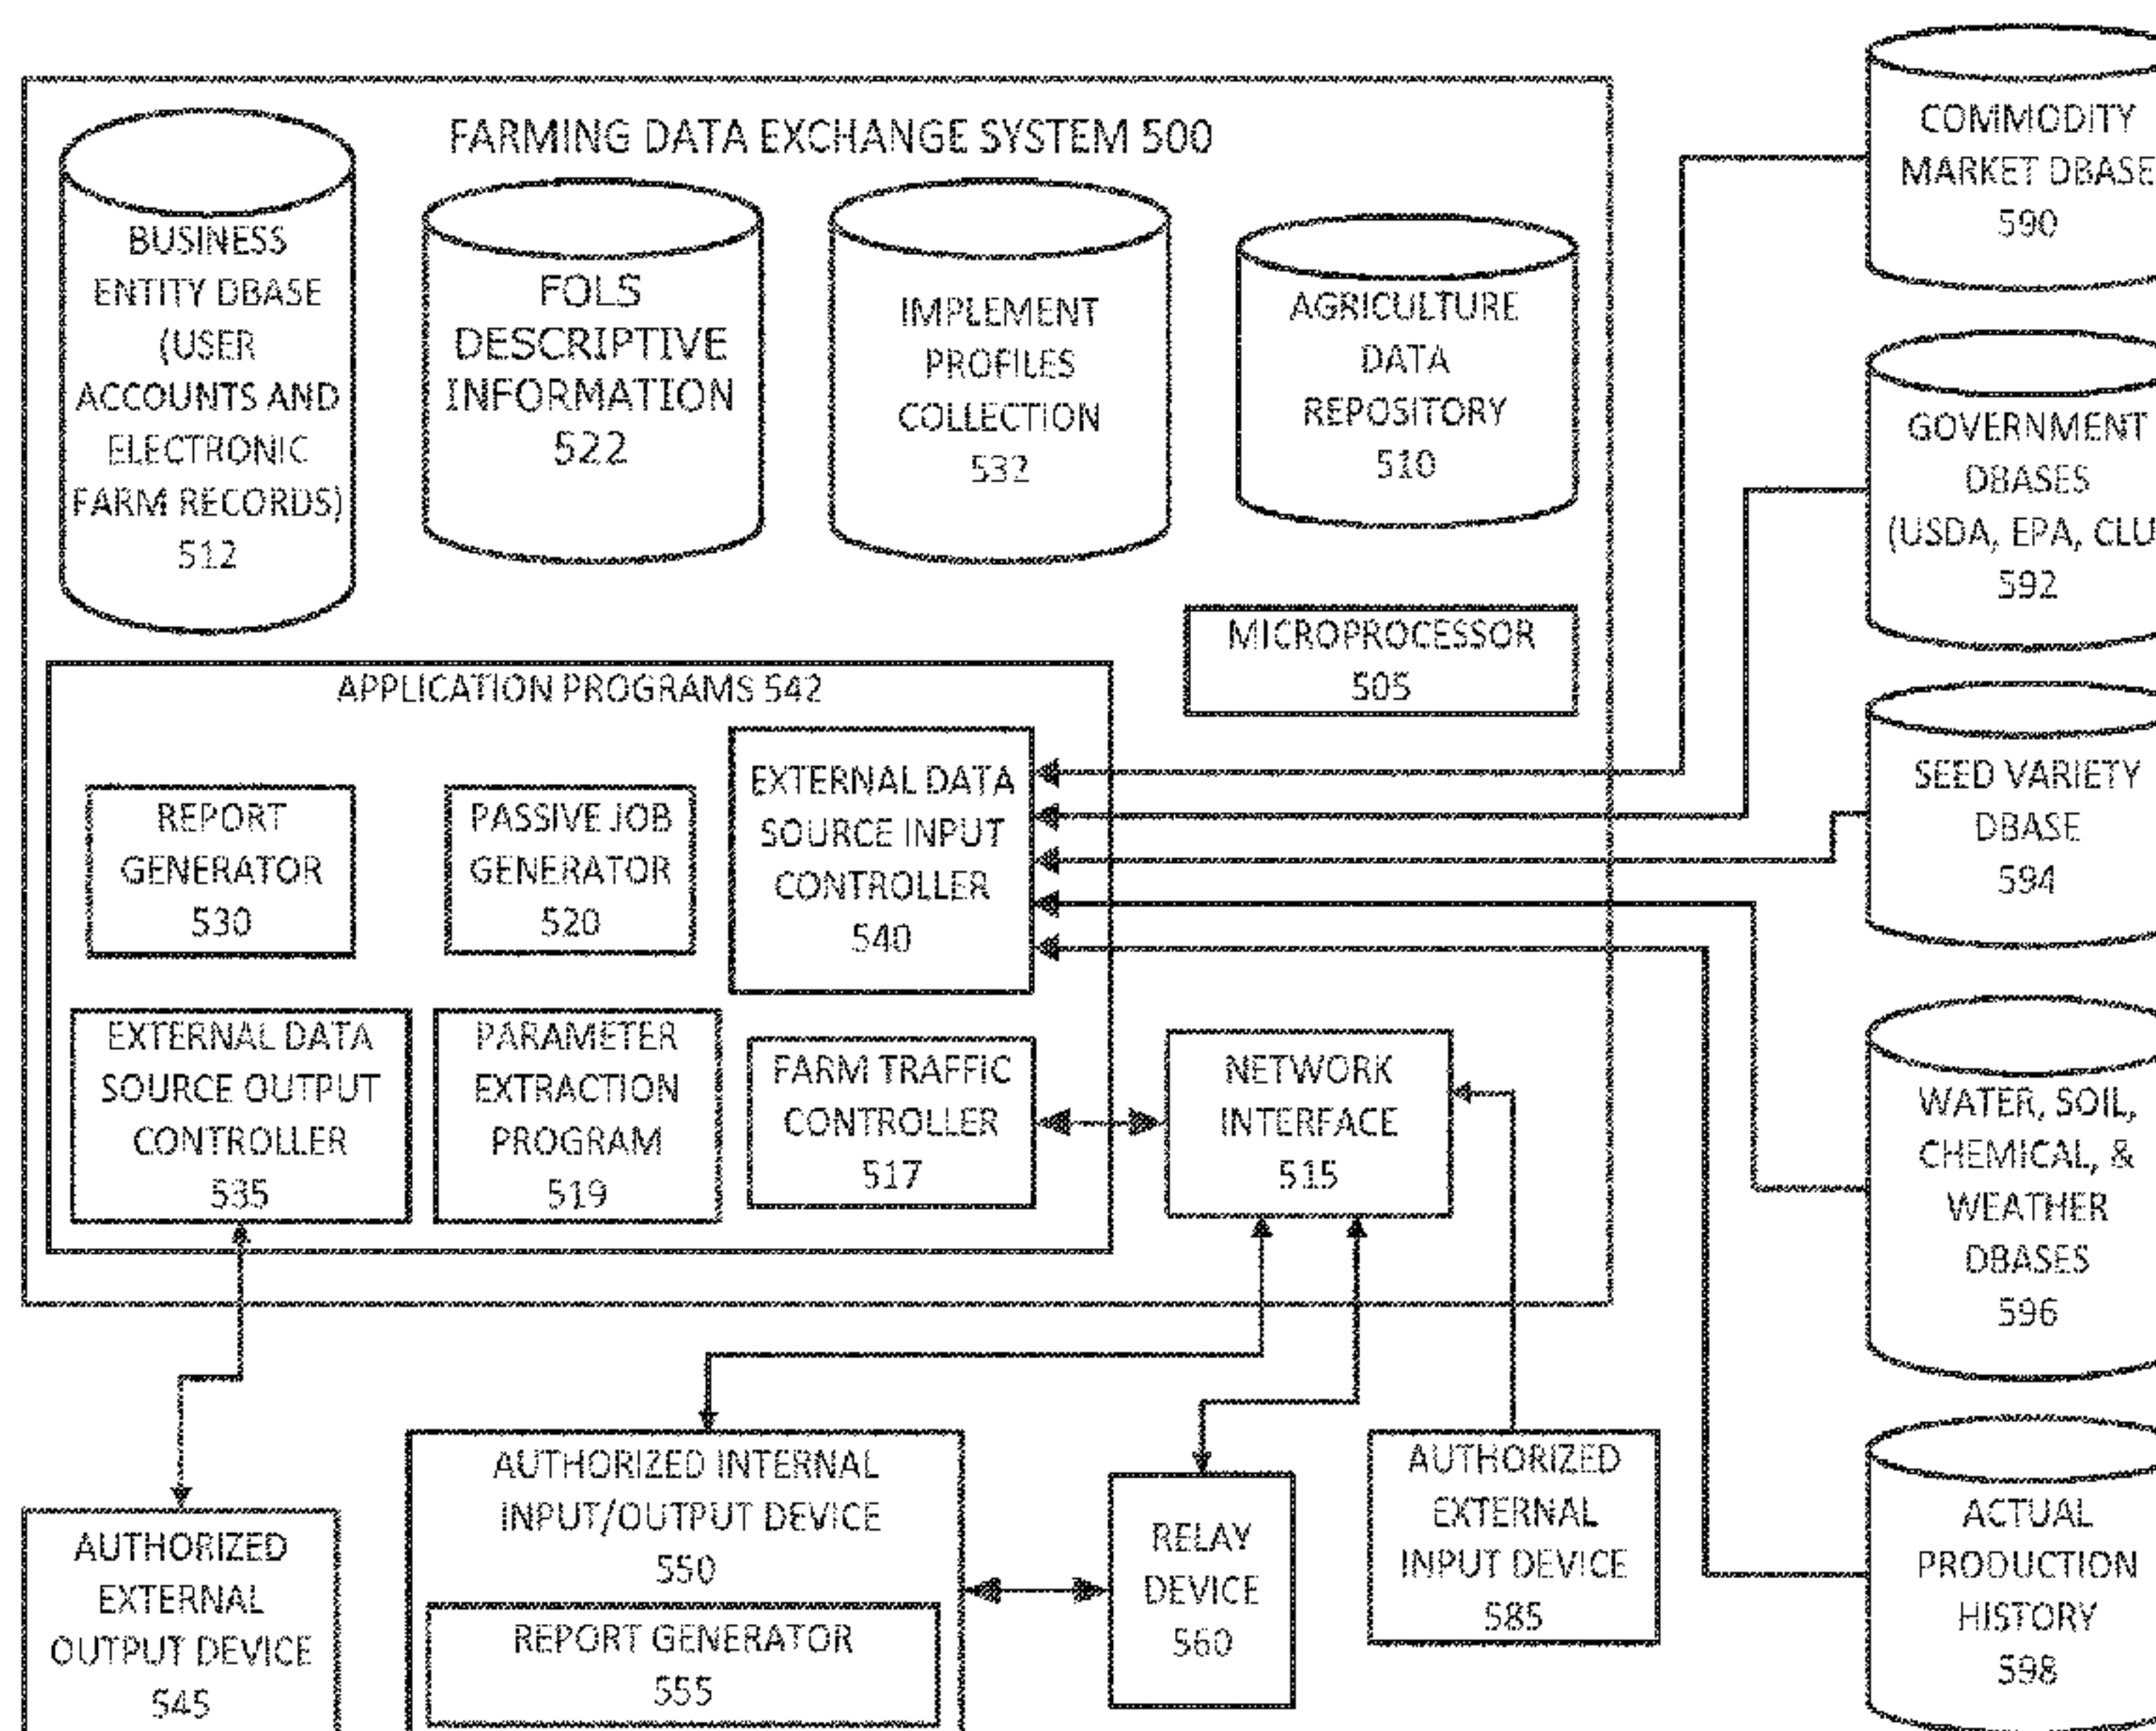 FARMING DATA EXCHANGE SYSTEM 500
BUSINESS
ENTITY DBASE
(USER
ACCOUNTS AND
ELECTRONIC
FARM RECORDS)
512
FOLS
DESCRIPTIVE
INFORMATION
522
IMPLEMENT
PROFILES
COLLECTION
532
AGRICULTURE
DATA
REPOSITORY
510
MICROPROCESSOR
505
APPLICATION PROGRAMS 542
REPORT
GENERATOR
530
PASSIVE JOB
GENERATOR
520
EXTERNAL DATA
SOURCE INPUT
CONTROLLER
540
EXTERNAL DATA
SOURCE OUTPUT
CONTROLLER
535
PARAMETER
EXTRACTION
PROGRAM
519
FARM TRAFFIC
CONTROLLER
517
NETWORK
INTERFACE
515
COMMODITY
MARKET DBASE
590
GOVERNMENT
DBASES
(USDA, EPA, CLU
592
SEED VARIETY
DBASE
594
WATER, SOIL,
CHEMICAL, &
WEATHER
DBASES
596
ACTUAL
PRODUCTION
HISTORY
598
AUTHORIZED
EXTERNAL
OUTPUT DEVICE
545
AUTHORIZED INTERNAL
INPUT/OUTPUT DEVICE
550
REPORT GENERATOR
555
RELAY
DEVICE
560
AUTHORIZED
EXTERNAL
INPUT DEVICE
585